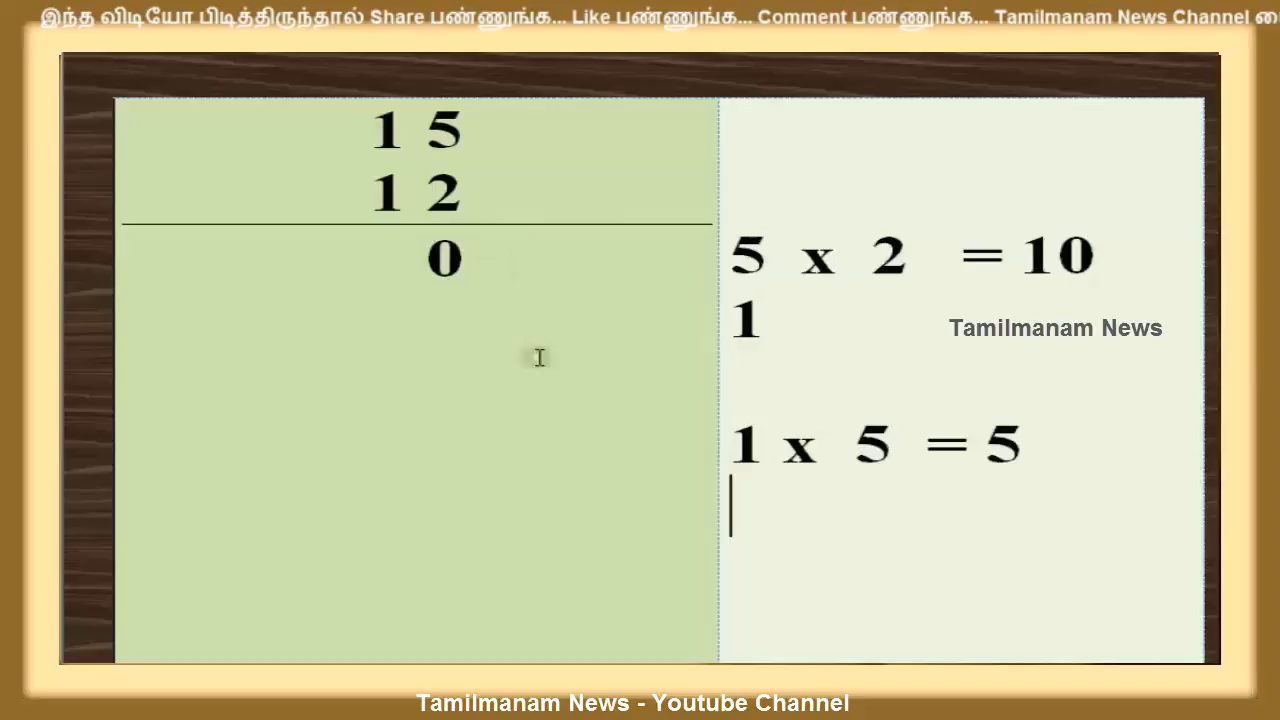 இந்த விடியோ பிடித்திருந்தால் Share பண்ணுங்க... Like பண்ணுங்க... Comment பண்ணுங்க... Tamilmanam News Channel
1 5
1 2
0
5 x 2 = 10
1
Tamilmanam News
1 x 5 = 5
Tamilmanam News - Youtube Channel